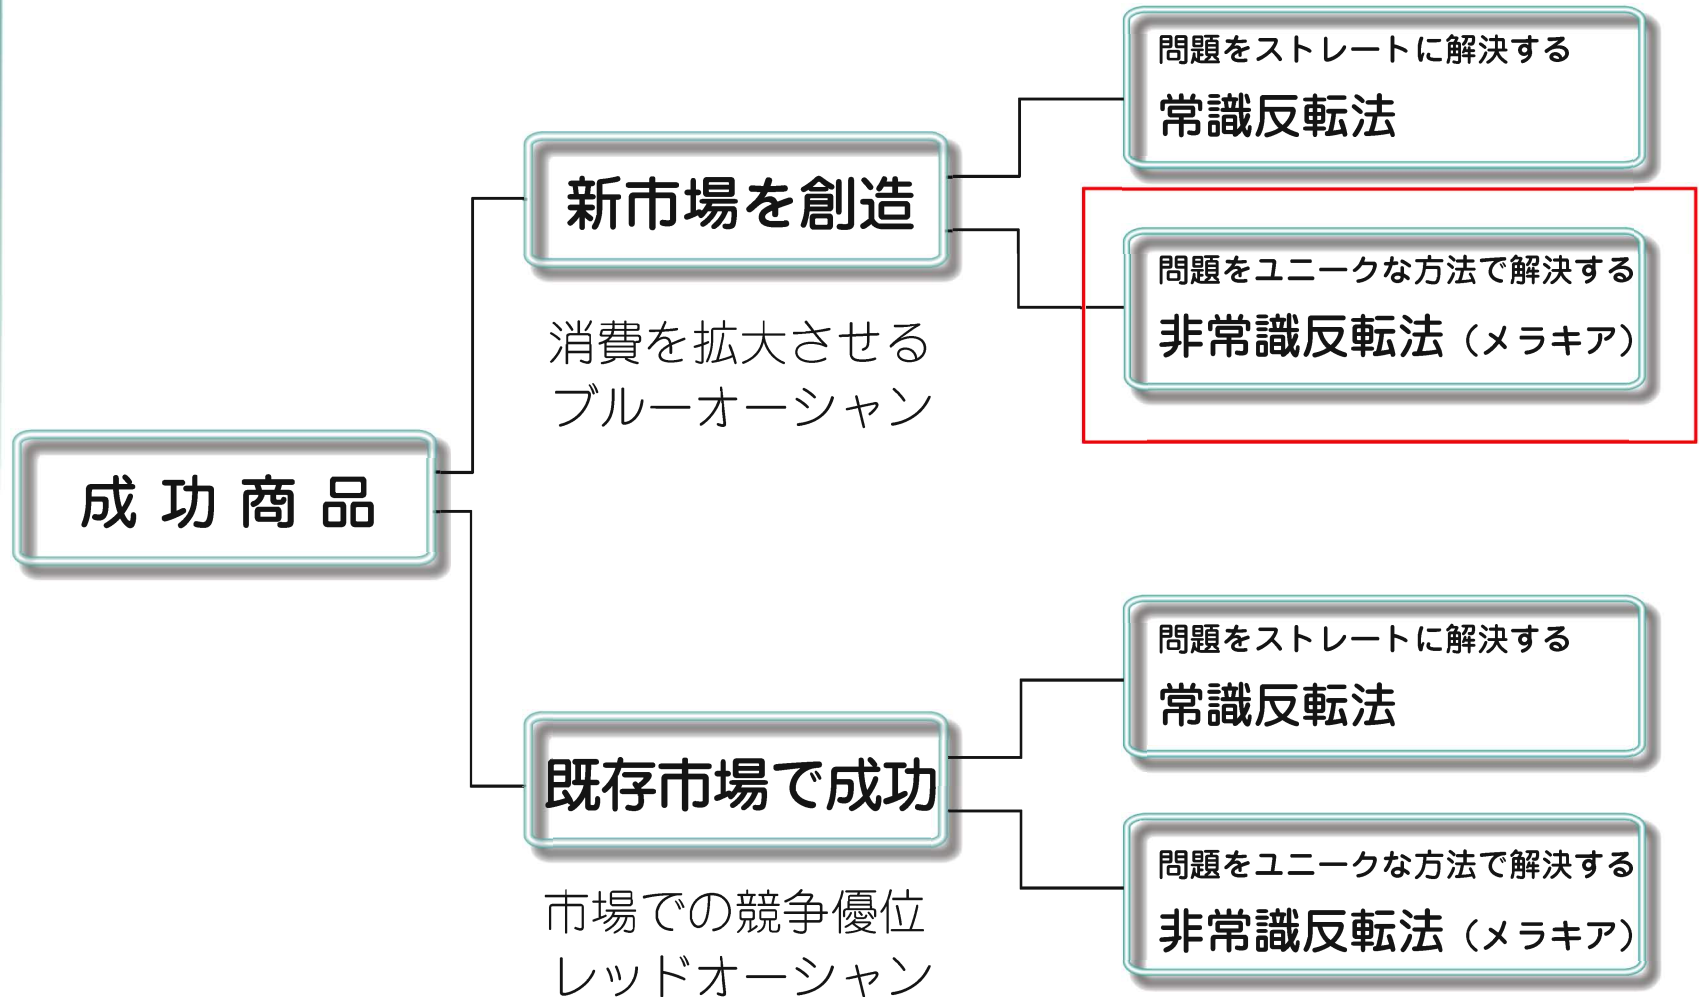 問題をストレートに解決する
常識反転法
新市場を創造
問題をユニークな方法で解決する
非常識反転法（メラキア）
消費を拡大させる
ブルーオーシャン
成功商品
問題をストレートに解決する
常識反転法
既存市場で成功
問題をユニークな方法で解決する
非常識反転法（メラキア）
市場での競争優位
レッドオーシャン